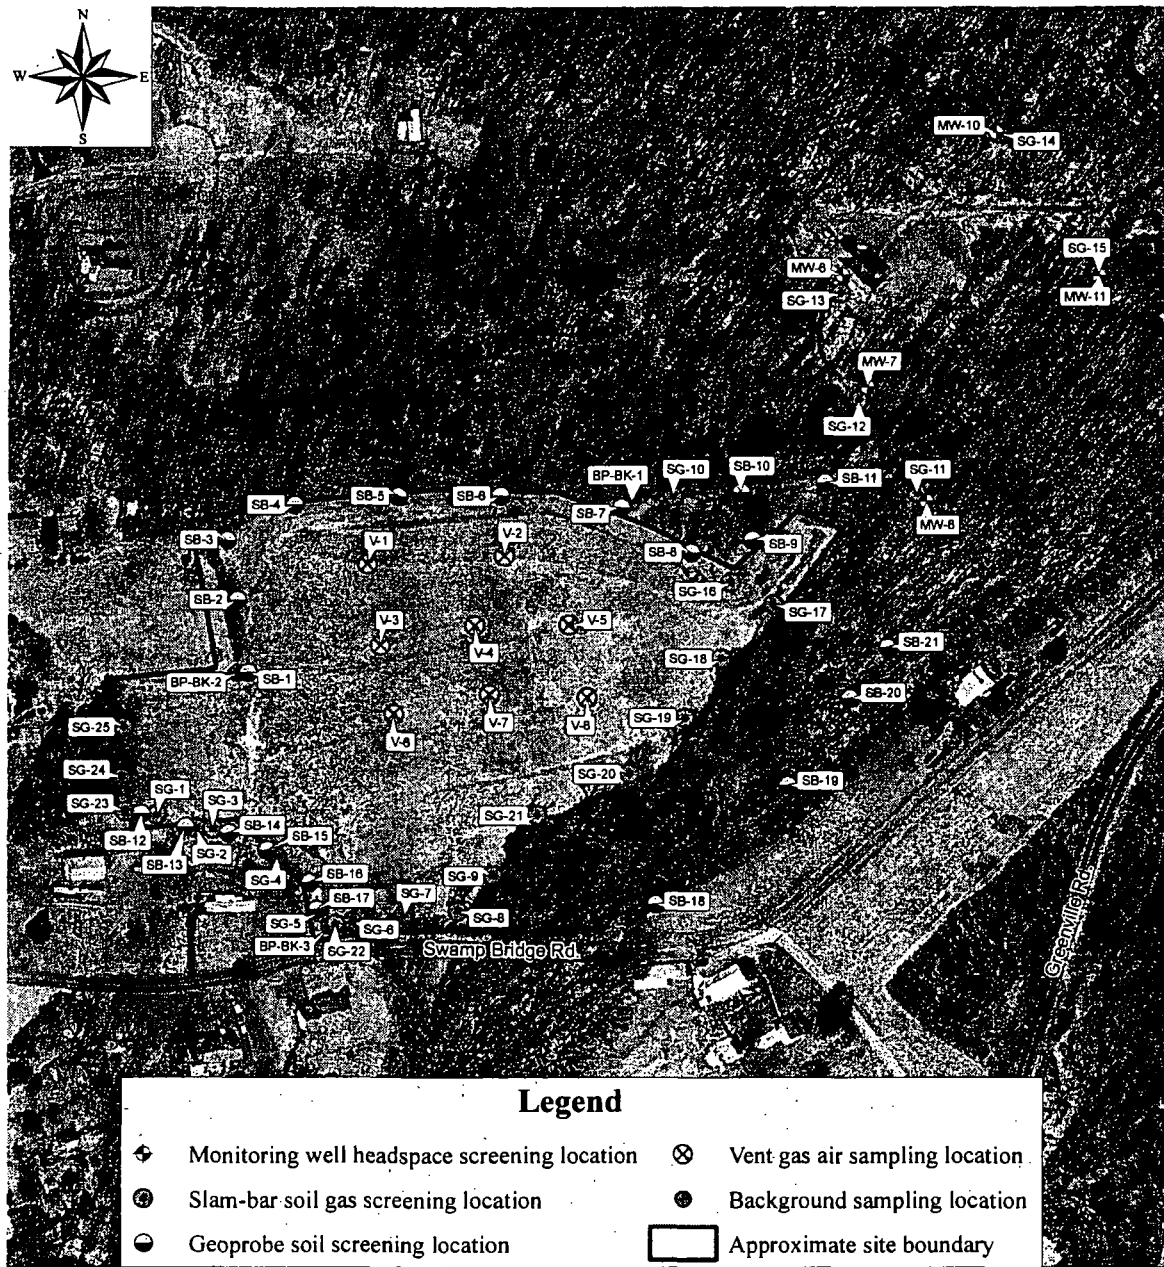 N
W E
S
MW-10
SG-14
SG-15
MW-6
SG-13
MW-11
MW-7
SG-12
BP-BK-1
SG-10
SB-10
SB-11
SG-11
SB-4
SB-5
SB-6
SB-7
MW-8
SB-3
V-1
V-2
SB-8
SB-9
SG-16
SB-2
SG-17
V-3
V-4
V-5
SB-21
SG-18
BP-BK-2
SB-1
SB-20
SG-25
V-6
V-7
V-8
SG-19
SG-24
SG-20
SB-19
SG-1
SG-23
SG-3
SG-21
SB-12
SB-14
SB-15
SB-13
SG-2
SG-4
SB-16
SG-9
SG-7
SB-17
SB-18
SG-5
SG-6
SG-8
BP-BK-3
SG-22
Swamp Bridge Rd.
Greenville Rd.
Legend
Monitoring well headspace screening location
Vent gas air sampling location
Slam-bar soil gas screening location
Background sampling location
Geoprobe soil screening location
Approximate site boundary